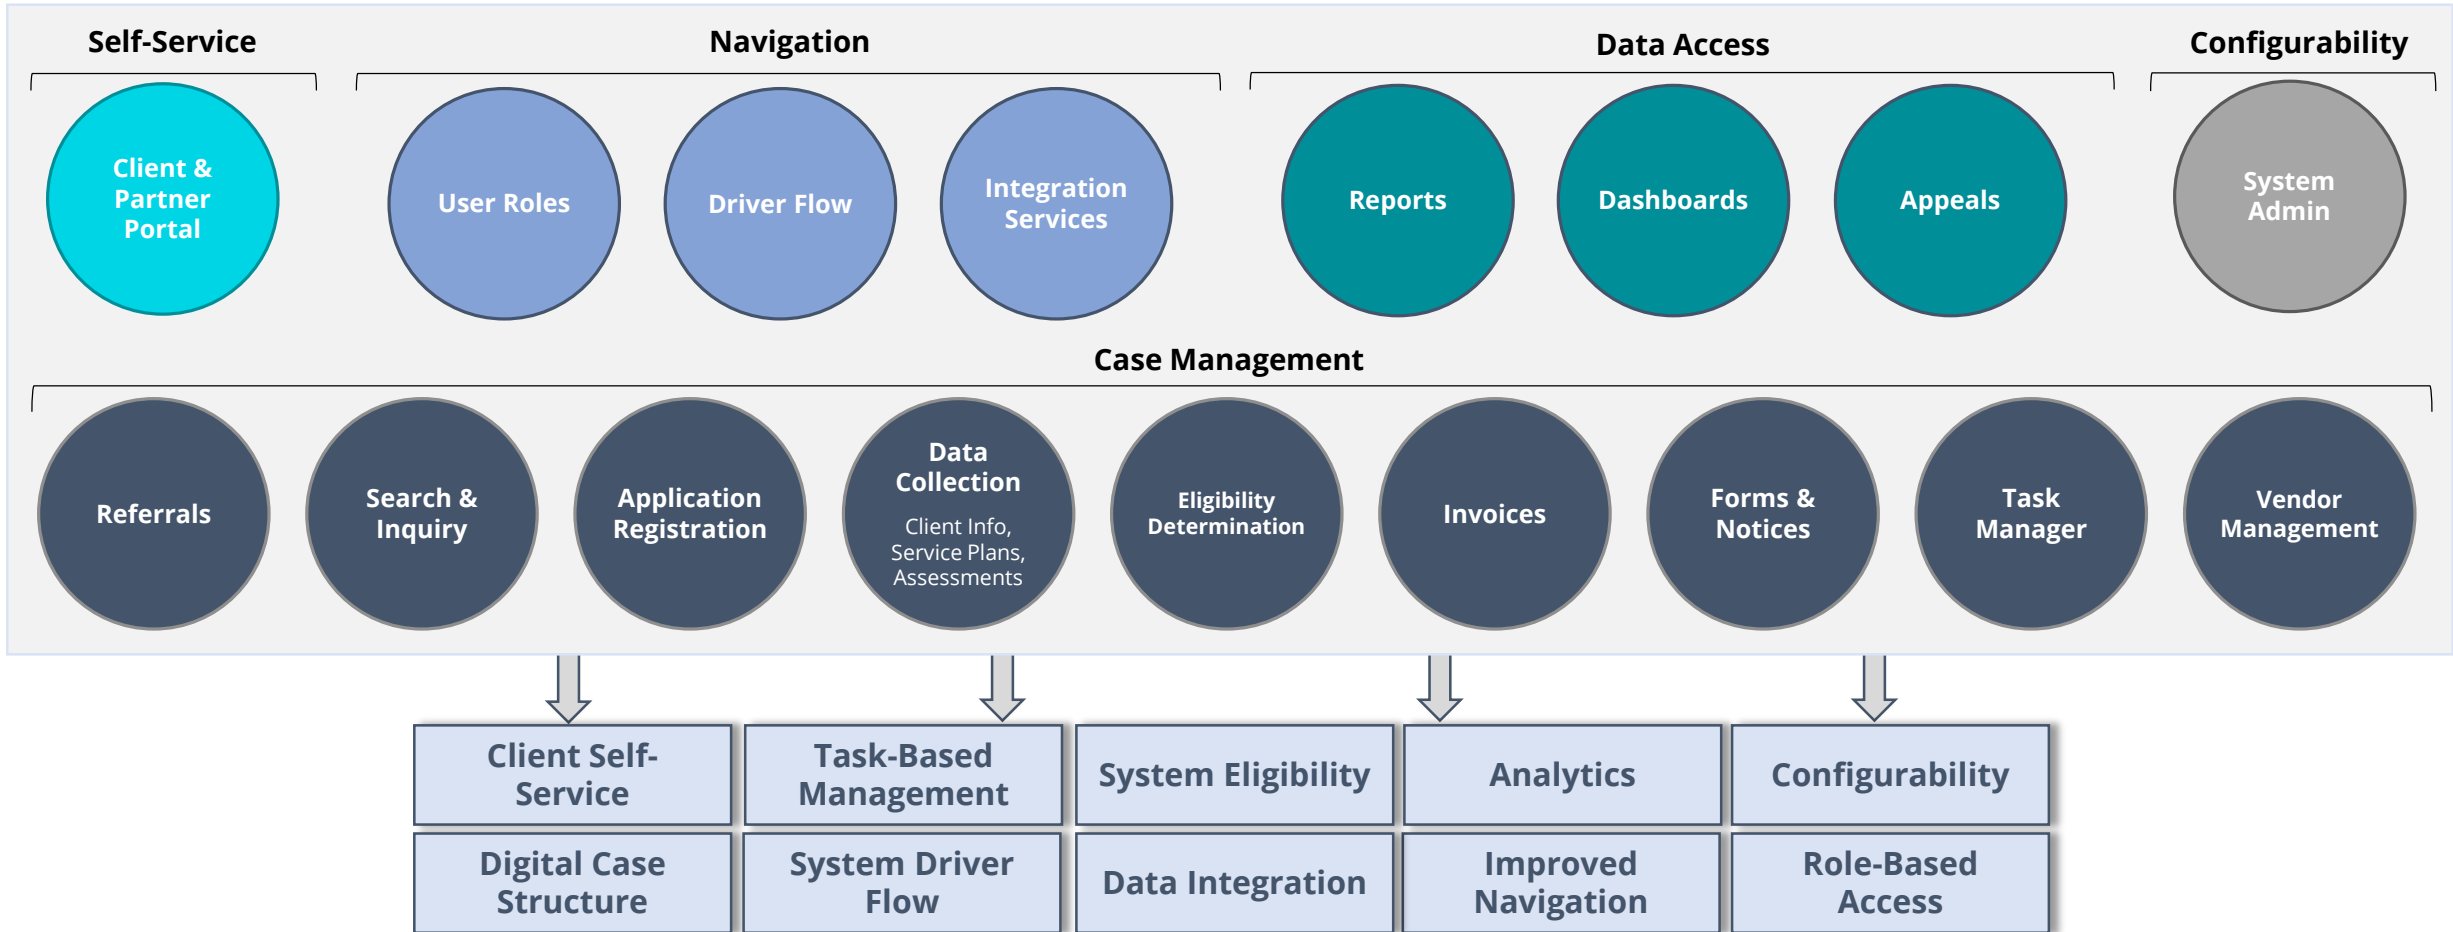 Self-Service
Navigation
Data Access
Configurability
Client &
Partner
Portal
User Roles
Driver Flow
Integration
Services
Reports
Dashboards
Appeals
System
Admin
Case Management
Referrals
Search &
Inquiry
Application
Registration
Data
Collection
Client Info,
Service Plans,
Assessments
Eligibility
Determination
Invoices
Forms &
Notices
Task
Manager
Vendor
Management
Client Self-
Service
Task-Based
Management
System Eligibility
Analytics
Configurability
Digital Case
Structure
System Driver
Flow
Data Integration
Improved
Navigation
Role-Based
Access